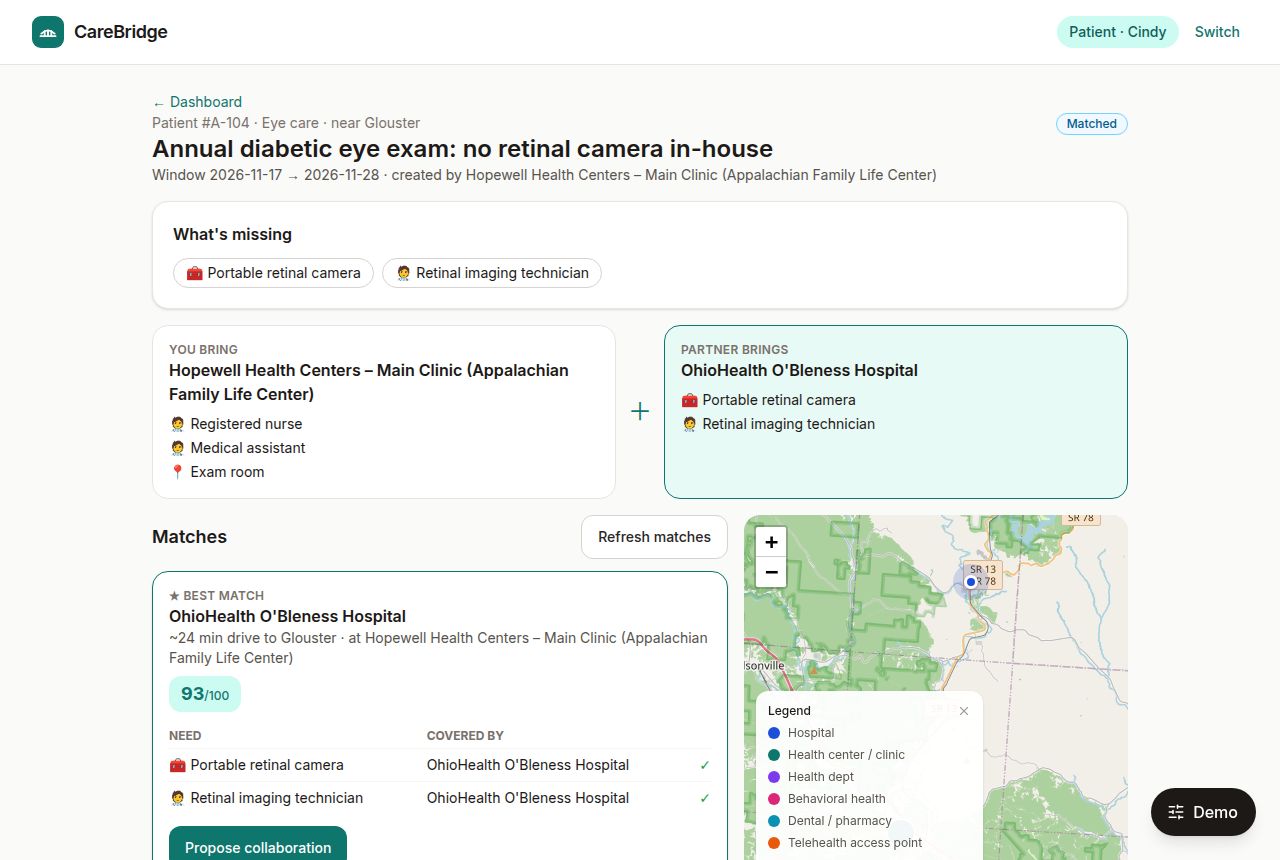 CareBridge
Patient · Cindy
Switch
← Dashboard
Patient #A-104 · Eye care · near Glouster
Matched
Annual diabetic eye exam: no retinal camera in-house
Window 2026-11-17 → 2026-11-28 · created by Hopewell Health Centers – Main Clinic (Appalachian Family Life Center)
What's missing
🧰 Portable retinal camera
🧑‍⚕️ Retinal imaging technician
YOU BRING
Hopewell Health Centers – Main Clinic (Appalachian
Family Life Center)
🧑‍⚕️ Registered nurse
🧑‍⚕️ Medical assistant
📍 Exam room
+
PARTNER BRINGS
OhioHealth O'Bleness Hospital
🧰 Portable retinal camera
🧑‍⚕️ Retinal imaging technician
Matches
Refresh matches
★ BEST MATCH
OhioHealth O'Bleness Hospital
~24 min drive to Glouster · at Hopewell Health Centers – Main Clinic (Appalachian
Family Life Center)
93/100
NEED COVERED BY
🧰 Portable retinal camera OhioHealth O'Bleness Hospital ✓
🧑‍⚕️ Retinal imaging technician OhioHealth O'Bleness Hospital ✓
Propose collaboration
+
−
SR 78
SR 13
R 78
lsonville
Legend ×
Hospital
Health center / clinic
Health dept
Behavioral health
Dental / pharmacy
Telehealth access point
Demo